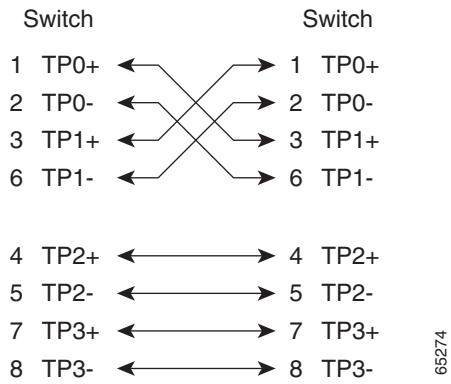 Switch Switch
1 TP0+ 1 TP0+
2 TP0- 2 TP0-
3 TP1+ 3 TP1+
6 TP1- 6 TP1-
4 TP2+ 4 TP2+
5 TP2- 5 TP2-
7 TP3+ 7 TP3+
8 TP3- 8 TP3-
65274